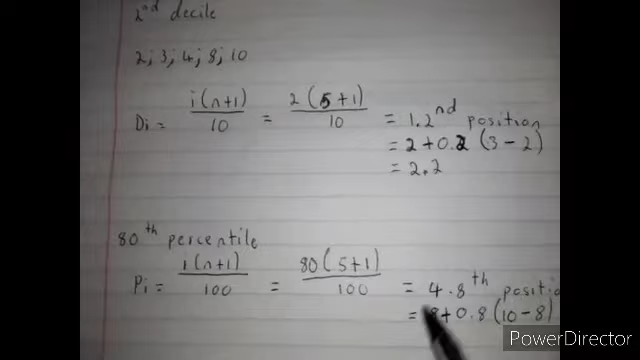 2nd decile
2; 3; 4; 8; 10
Di = i(n+1)/10 = 2(5+1)/10 = 1.2nd position
= 2 + 0.2 (3 - 2)
= 2.2
80th percentile
Pi = i(n+1)/100 = 80(5+1)/100 = 4.8th positio
= 8 + 0.8 (10 - 8)
PowerDirector